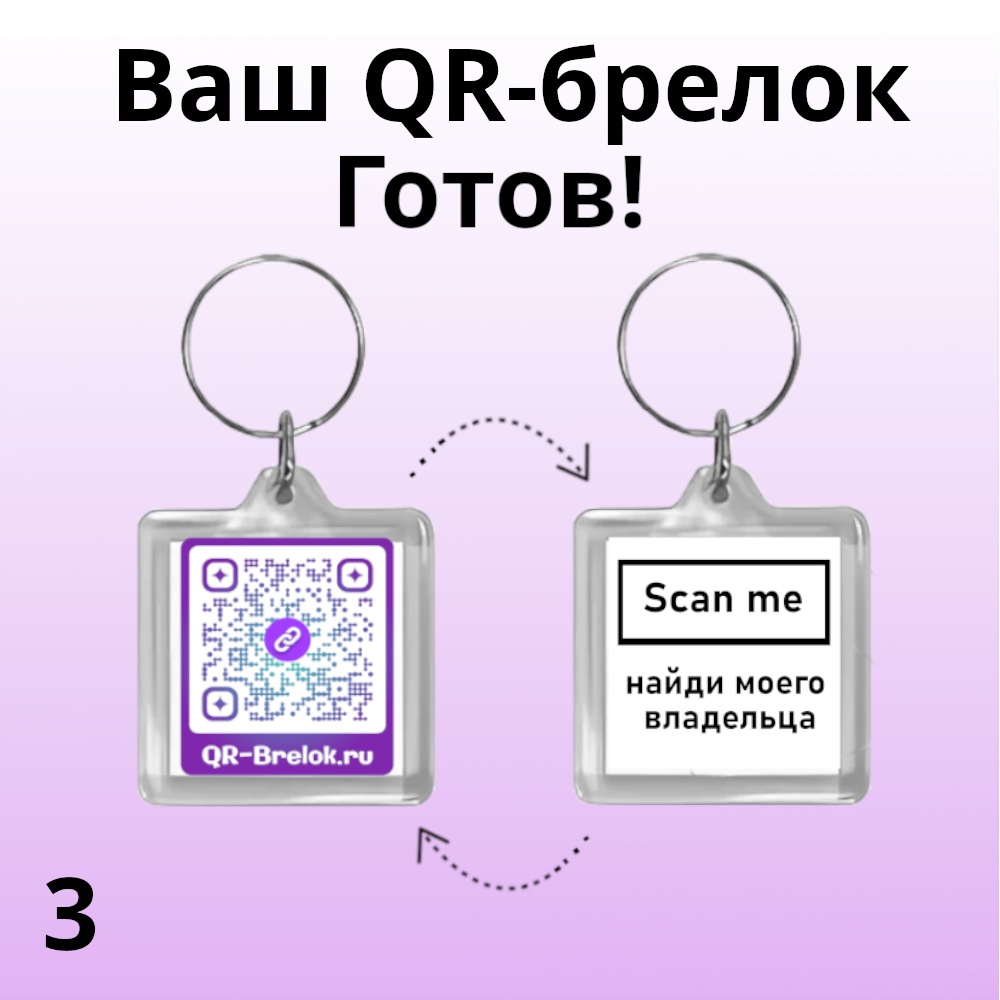 Ваш QR-брелок
Готов!
QR-Brelok.ru
Scan me
найди моего
владельца
3